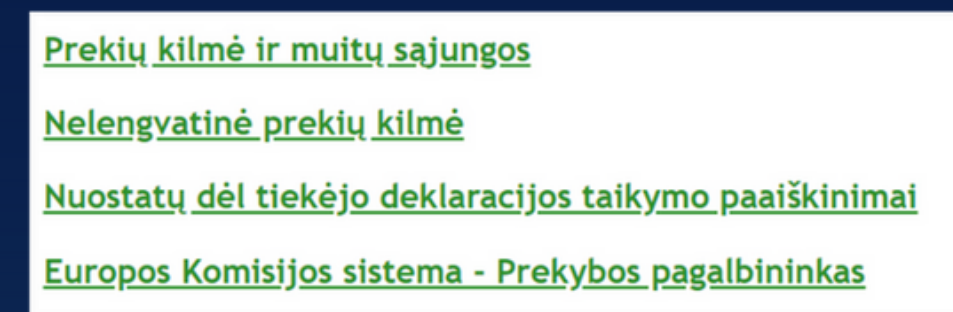 Prekių kilmė ir muitų sąjungos
Nelengvatinė prekių kilmė
Nuostatų dėl tiekėjo deklaracijos taikymo paaiškinimai
Europos Komisijos sistema - Prekybos pagalbininkas